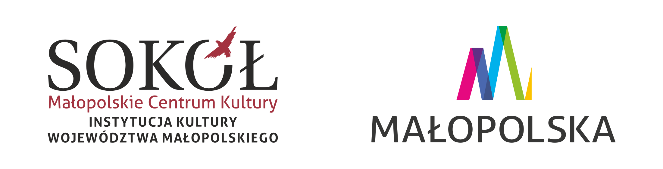 SOKÓŁ
Małopolskie Centrum Kultury
INSTYTUCJA KULTURY
WOJEWÓDZTWA MAŁOPOLSKIEGO
MAŁOPOLSKA